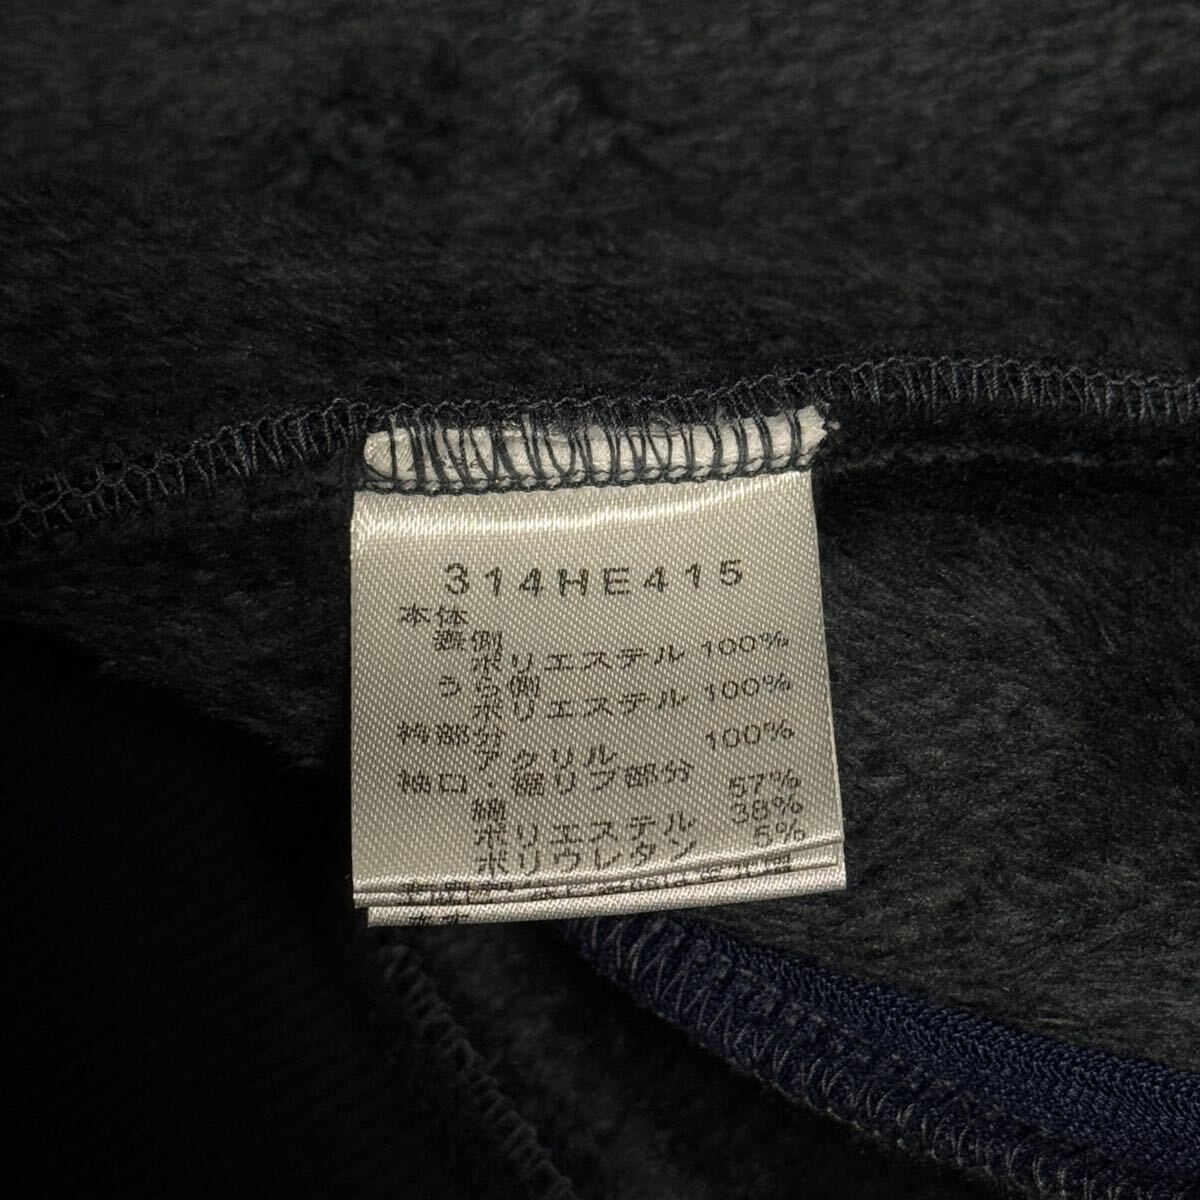 314HE415
本体
表側
ポリエステル 100%
うら側
ポリエステル 100%
衿部分
アクリル 100%
袖口・裾リブ部分
綿 57%
ポリエステル 38%
ポリウレタン 5%